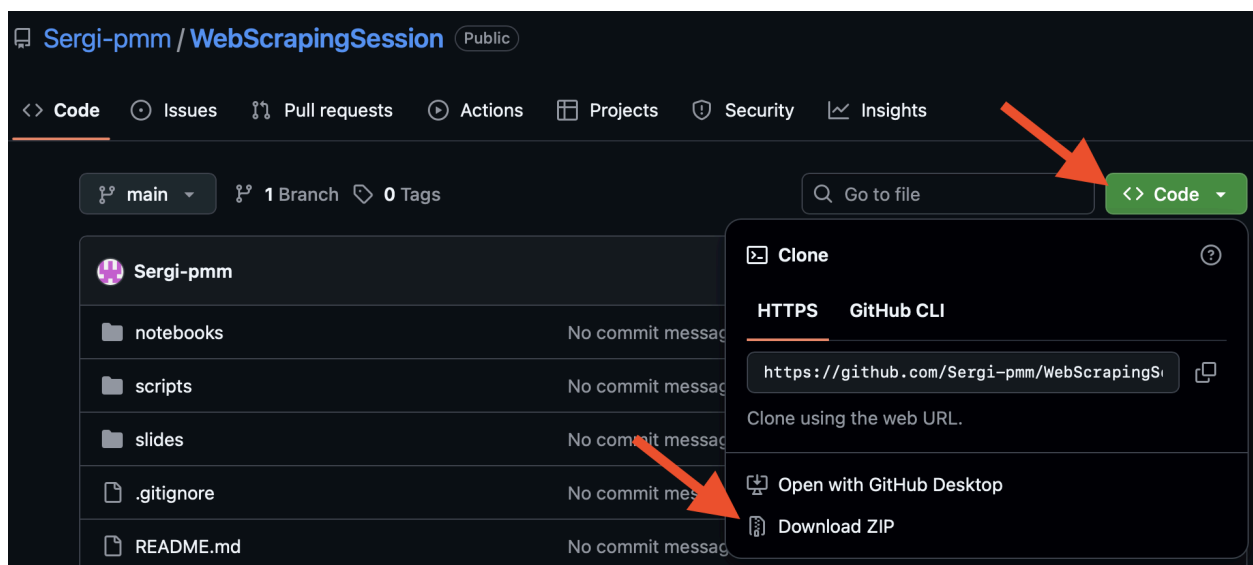 Sergi-pmm / WebScrapingSession Public
Code Issues Pull requests Actions Projects Security Insights
main 1 Branch 0 Tags Go to file Code
Sergi-pmm
notebooks No commit messag
scripts No commit messag
slides No commit messag
.gitignore No commit mes
README.md No commit messag
Clone
HTTPS GitHub CLI
https://github.com/Sergi-pmm/WebScrapingS
Clone using the web URL.
Open with GitHub Desktop
Download ZIP